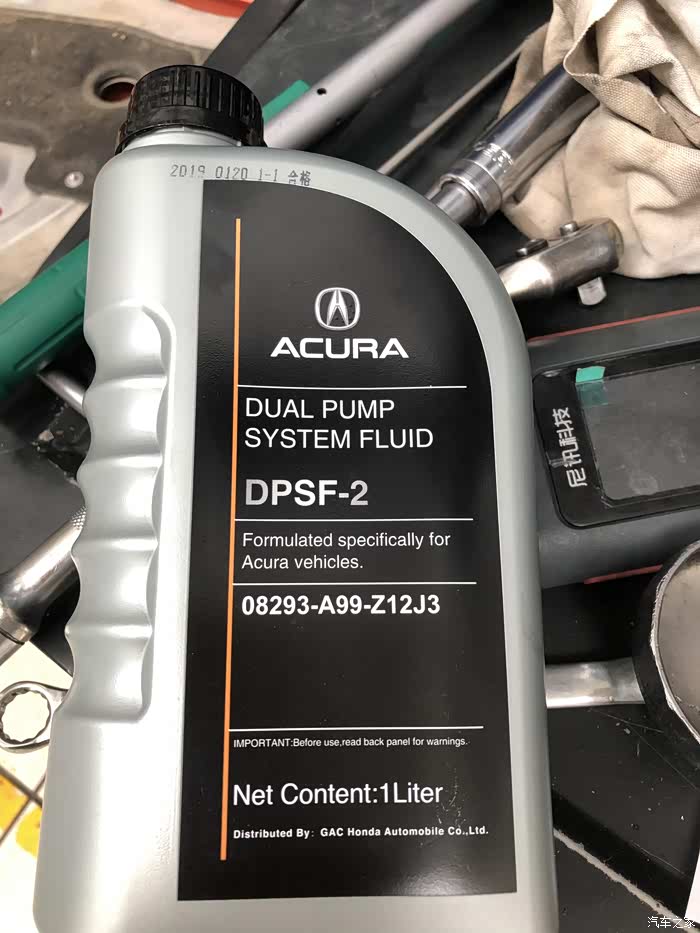 2019 0120 1-1 合格
ACURA
DUAL PUMP
SYSTEM FLUID
DPSF-2
Formulated specifically for
Acura vehicles.
08293-A99-Z12J3
IMPORTANT:Before use,read back panel for warnings.
Net Content:1Liter
Distributed By: GAC Honda Automobile Co.,Ltd.
尼讯科技
汽车之家